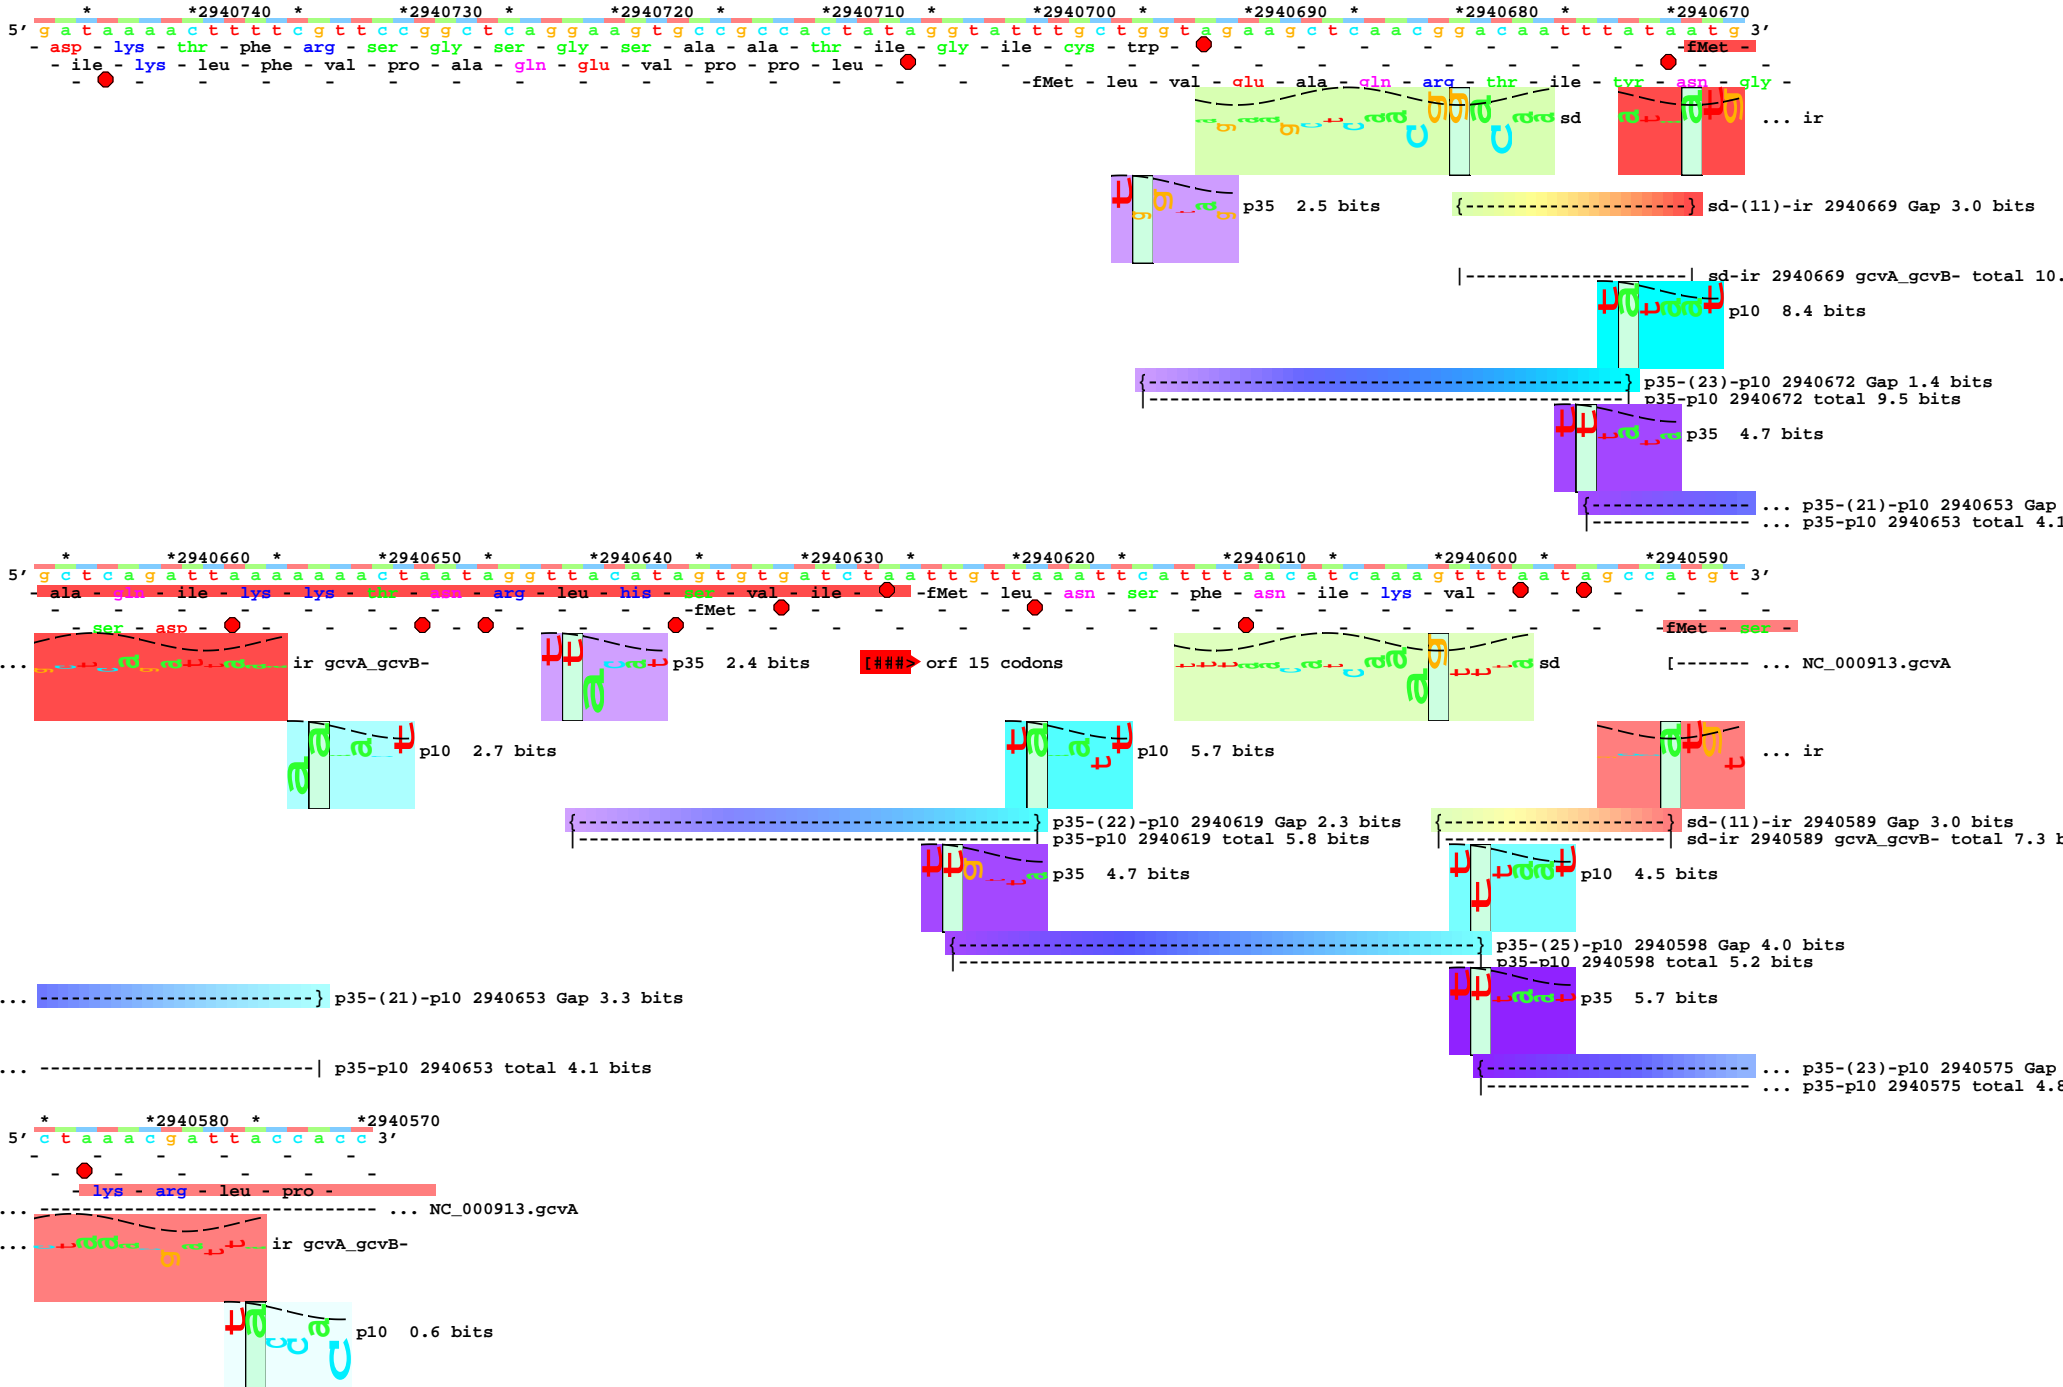 * *2940740 * *2940730 * *2940720 * *2940710 * *2940700 * *2940690 * *2940680 * *2940670
5' g a t a a a a c t t t t c g t t c c g g c t c a g g a a g t g c c g c c a c t a t a g g t a t t t g c t g g t a g a a g c t c a a c g g a c a a t t t a t a a t g 3'
- asp - lys - thr - phe - arg - ser - gly - ser - gly - ser - ala - ala - thr - ile - gly - ile - cys - trp - - - - - - - - - -fMet -
- ile - lys - leu - phe - val - pro - ala - gln - glu - val - pro - pro - leu - - - - - - - - - - - - - -
- - - - - - - - - - - - - - - -fMet - leu - val - glu - ala - gln - arg - thr - ile - tyr - asn - gly -
sd
... ir
p35 2.5 bits
{-----------} sd-(11)-ir 2940669 Gap 3.0 bits
|-----------| sd-ir 2940669 gcvA_gcvB- total 10.
p10 8.4 bits
{-----------------------} p35-(23)-p10 2940672 Gap 1.4 bits
|-----------------------| p35-p10 2940672 total 9.5 bits
p35 4.7 bits
{-------- ... p35-(21)-p10 2940653 Gap
|-------- ... p35-p10 2940653 total 4.1
* *2940660 * *2940650 * *2940640 * *2940630 * *2940620 * *2940610 * *2940600 * *2940590
5' g c t c a g a t t a a a a a a c t a a t a g g t t a c a t a g t g t g a t c t a a t t g t t a a a t t c a t t t a a c a t c a a a g t t t a a t a g c c a t g t 3'
- ala - gln - ile - lys - lys - thr - asn - arg - leu - his - ser - val - ile - -fMet - leu - asn - ser - phe - asn - ile - lys - val - - - - -
-fMet - - - - - - - - - - - - - - - - -
- ser - asp - - - - - - - - - - - - - - - - - -fMet - ser -
... ir gcvA_gcvB-
p35 2.4 bits
[###> orf 15 codons
sd
[------ ... NC_000913.gcvA
p10 2.7 bits
p10 5.7 bits
... ir
{----------------------} p35-(22)-p10 2940619 Gap 2.3 bits
{-----------} sd-(11)-ir 2940589 Gap 3.0 bits
|----------------------| p35-p10 2940619 total 5.8 bits
|-----------| sd-ir 2940589 gcvA_gcvB- total 7.3 b
p35 4.7 bits
p10 4.5 bits
{-------------------------} p35-(25)-p10 2940598 Gap 4.0 bits
|-------------------------| p35-p10 2940598 total 5.2 bits
... -------------} p35-(21)-p10 2940653 Gap 3.3 bits
p35 5.7 bits
... -------------| p35-p10 2940653 total 4.1 bits
{------------- ... p35-(23)-p10 2940575 Gap
|------------- ... p35-p10 2940575 total 4.8
* *2940580 * *2940570
5' c t a a a c g a t t a c c a c c 3'
- - - - - -
- - - - - -
- lys - arg - leu - pro -
... ---------------- ... NC_000913.gcvA
... ir gcvA_gcvB-
p10 0.6 bits